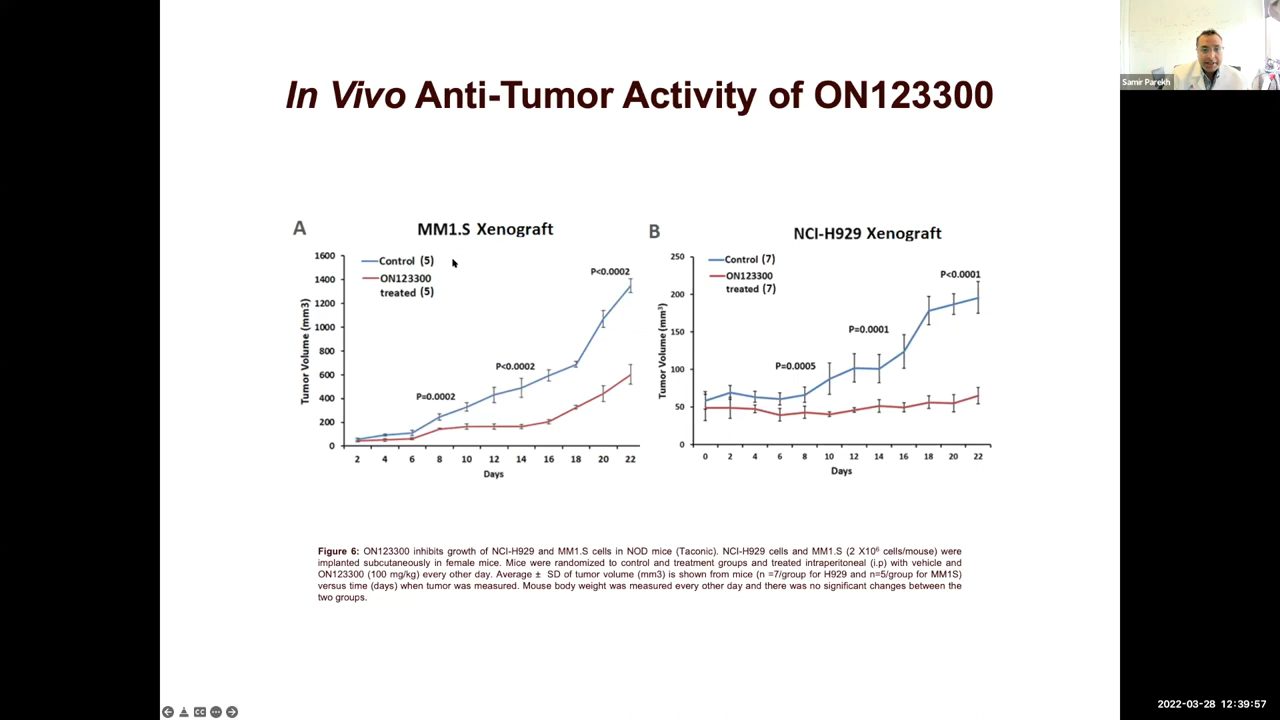 In Vivo Anti-Tumor Activity of ON123300
Samir Parekh
A
MM1.S Xenograft
Control (5)
ON123300
treated (5)
Tumor Volume (mm3)
1600
1400
1200
1000
800
600
400
200
0
P=0.0002
P<0.0002
P<0.0002
2 4 6 8 10 12 14 16 18 20 22
Days
B
NCI-H929 Xenograft
Control (7)
ON123300
treated (7)
Tumor Volume (mm³)
250
200
150
100
50
0
P=0.0005
P=0.0001
P<0.0001
0 2 4 6 8 10 12 14 16 18 20 22
Days
Figure 6: ON123300 inhibits growth of NCI-H929 and MM1.S cells in NOD mice (Taconic). NCI-H929 cells and MM1.S (2 X10⁶ cells/mouse) were
implanted subcutaneously in female mice. Mice were randomized to control and treatment groups and treated intraperitoneal (i.p) with vehicle and
ON123300 (100 mg/kg) every other day. Average ± SD of tumor volume (mm3) is shown from mice (n =7/group for H929 and n=5/group for MM1S)
versus time (days) when tumor was measured. Mouse body weight was measured every other day and there was no significant changes between the
two groups.
CC
2022-03-28 12:39:57